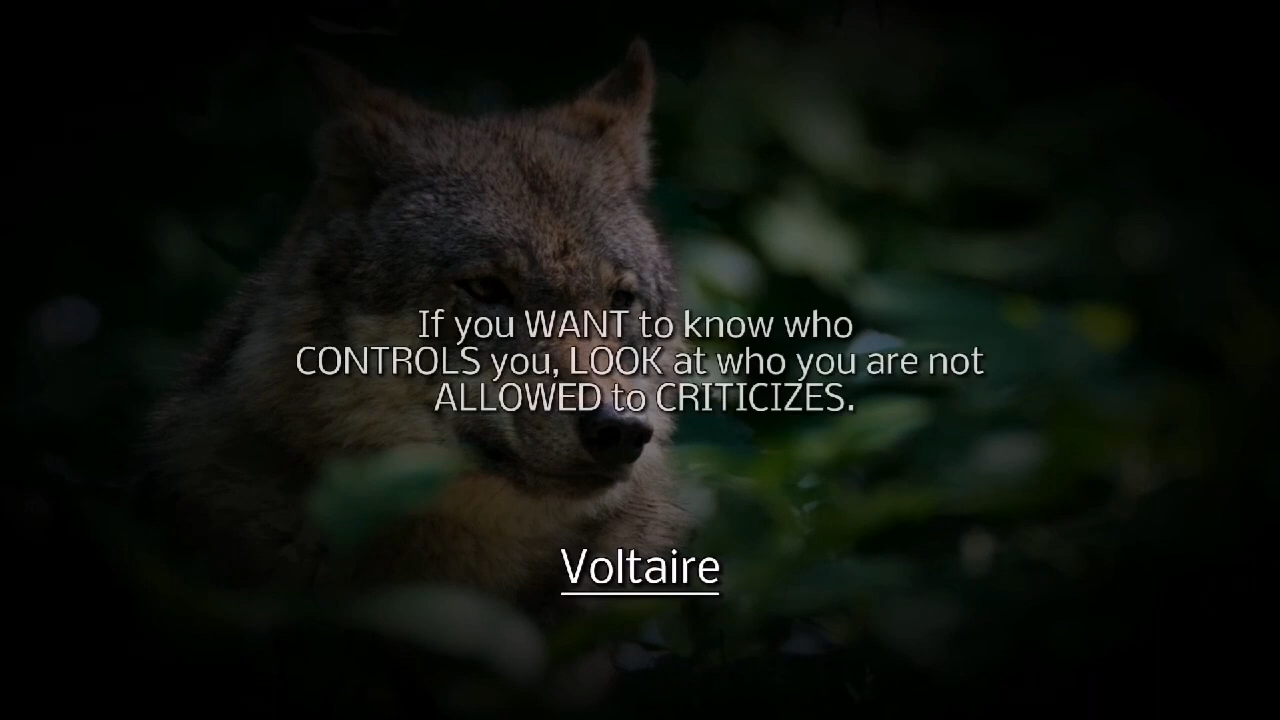 If you WANT to know who
CONTROLS you, LOOK at who you are not
ALLOWED to CRITICIZES.
Voltaire